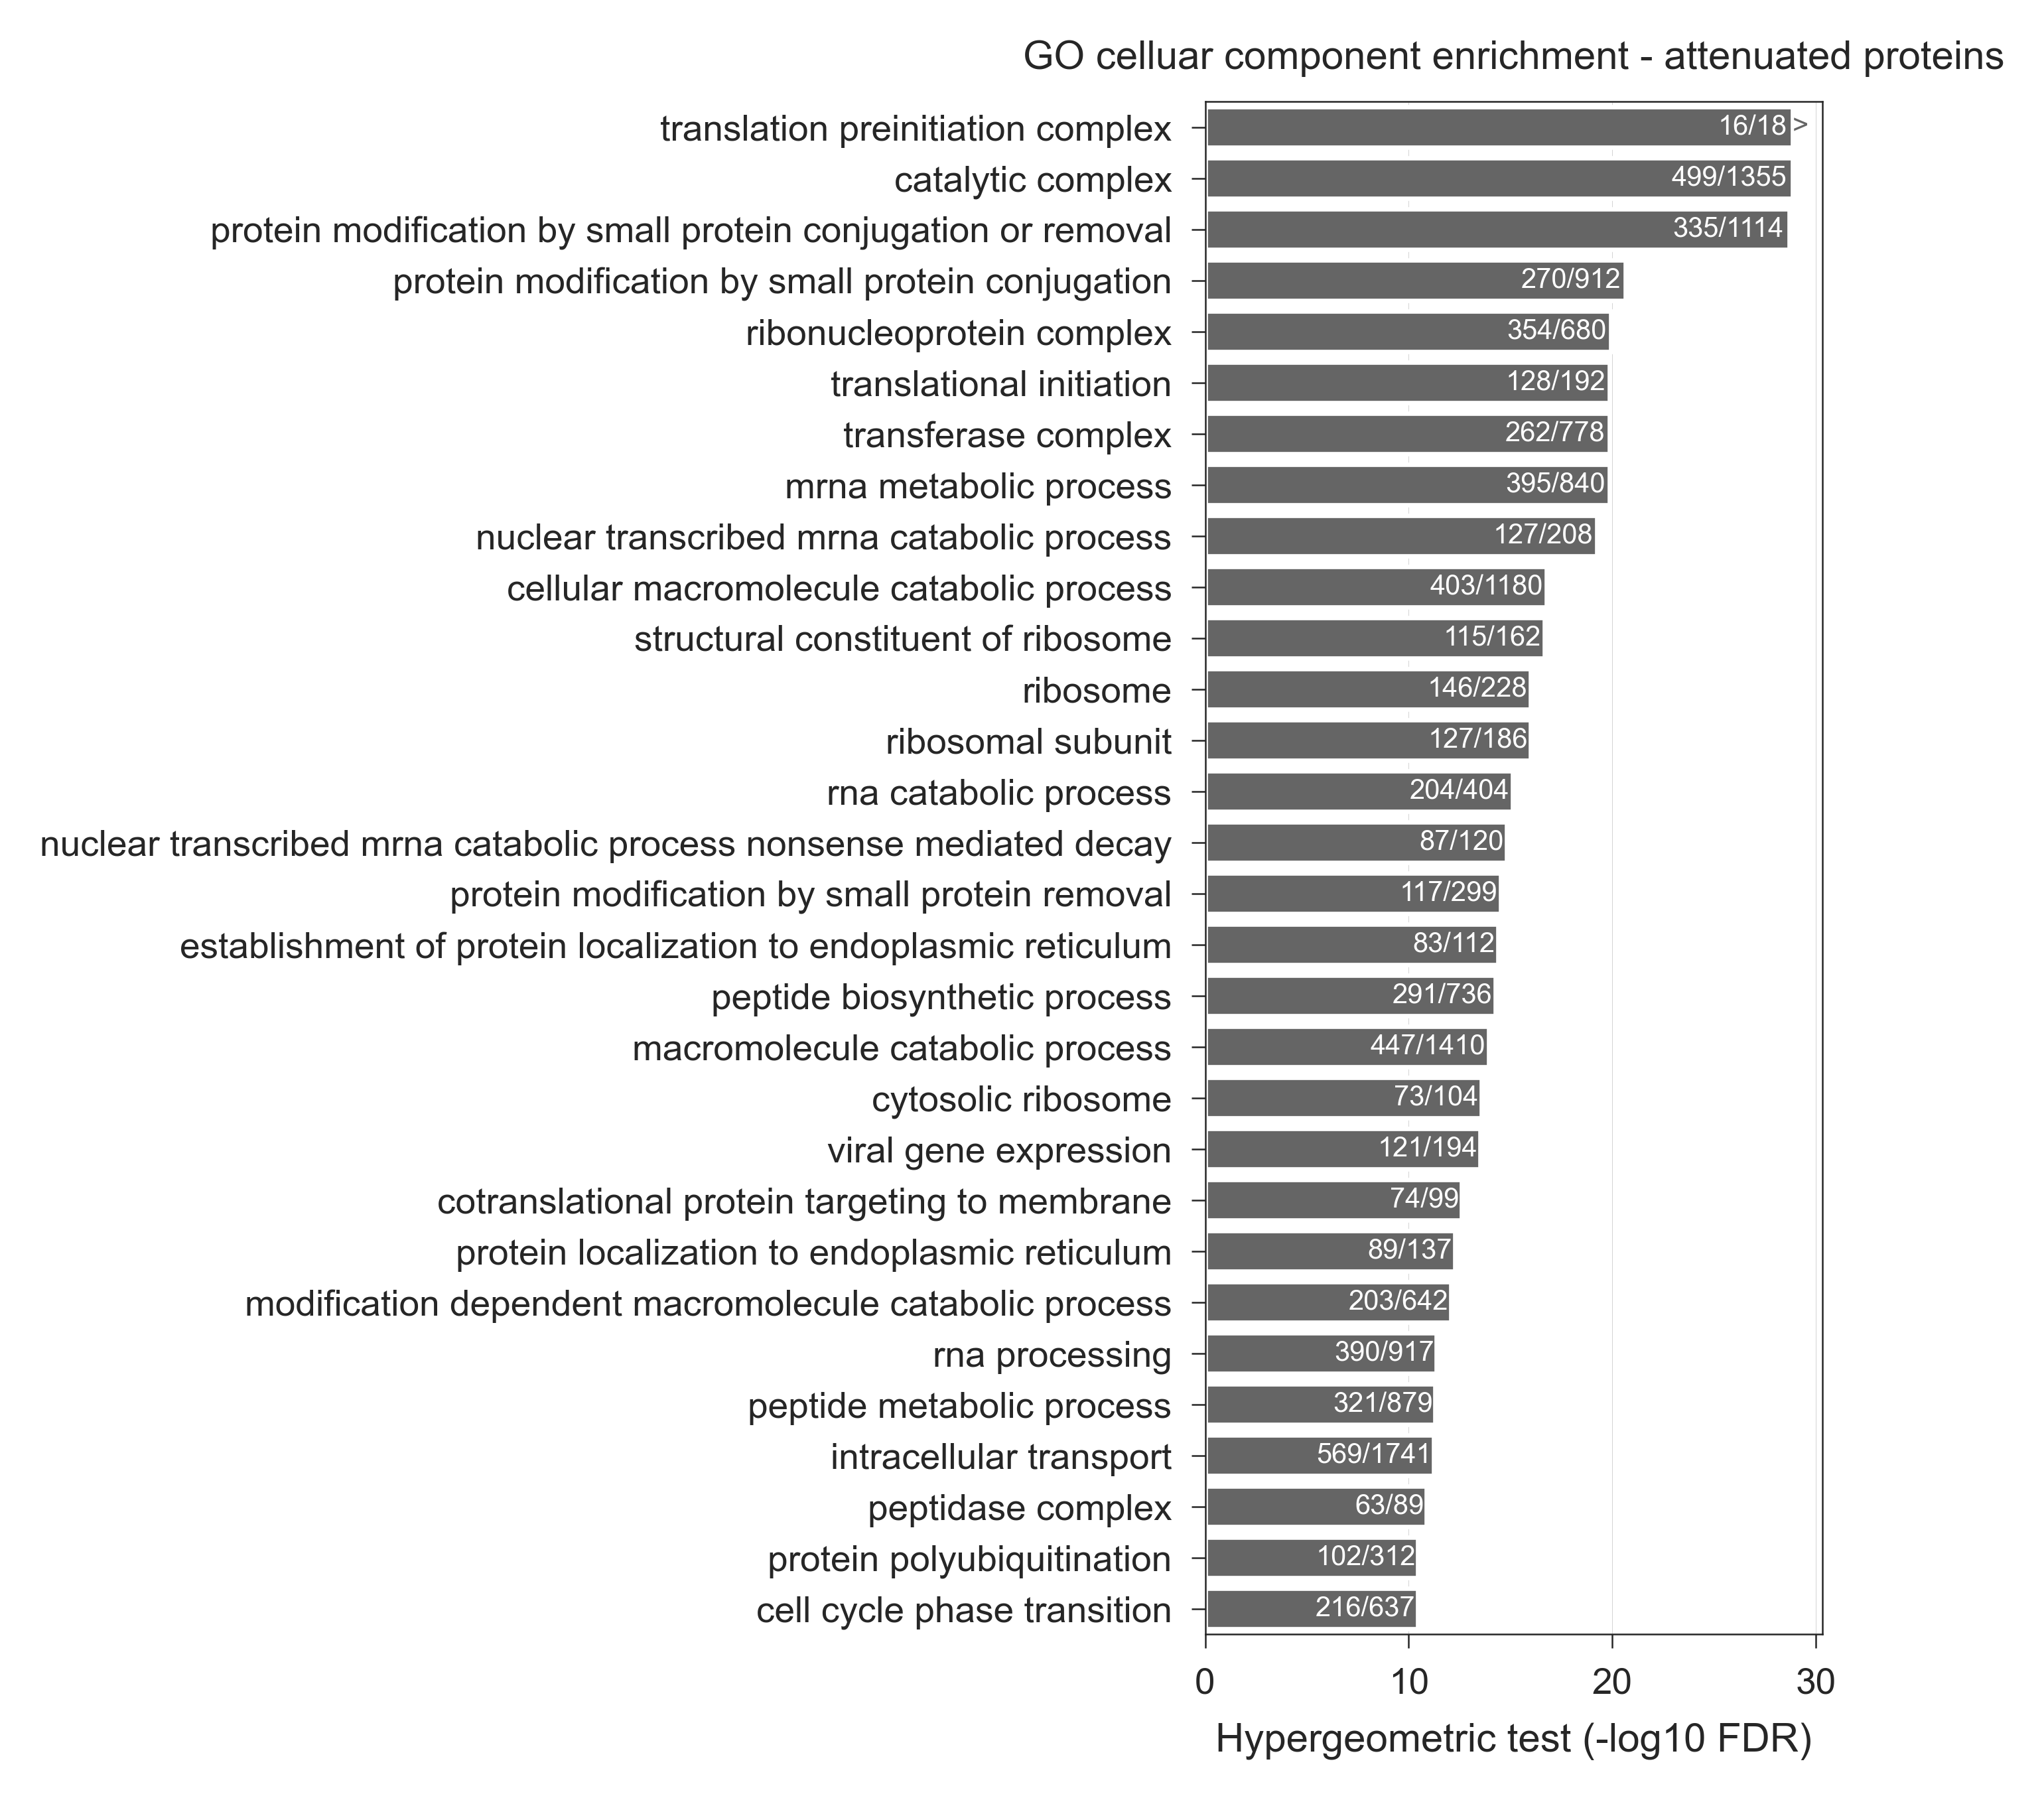 GO celluar component enrichment - attenuated proteins
translation preinitiation complex 16/18 >
catalytic complex 499/1355
protein modification by small protein conjugation or removal 335/1114
protein modification by small protein conjugation 270/912
ribonucleoprotein complex 354/680
translational initiation 128/192
transferase complex 262/778
mrna metabolic process 395/840
nuclear transcribed mrna catabolic process 127/208
cellular macromolecule catabolic process 403/1180
structural constituent of ribosome 115/162
ribosome 146/228
ribosomal subunit 127/186
rna catabolic process 204/404
nuclear transcribed mrna catabolic process nonsense mediated decay 87/120
protein modification by small protein removal 117/299
establishment of protein localization to endoplasmic reticulum 83/112
peptide biosynthetic process 291/736
macromolecule catabolic process 447/1410
cytosolic ribosome 73/104
viral gene expression 121/194
cotranslational protein targeting to membrane 74/99
protein localization to endoplasmic reticulum 89/137
modification dependent macromolecule catabolic process 203/642
rna processing 390/917
peptide metabolic process 321/879
intracellular transport 569/1741
peptidase complex 63/89
protein polyubiquitination 102/312
cell cycle phase transition 216/637
0 10 20 30
Hypergeometric test (-log10 FDR)